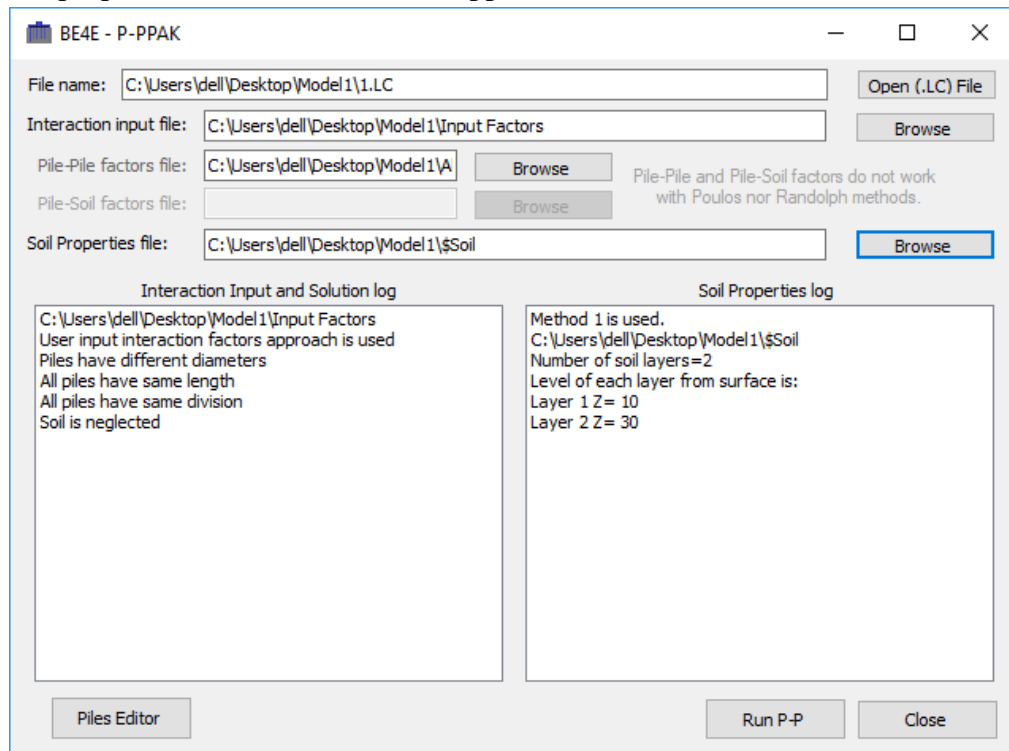 BE4E - P-PPAK
File name: C:\Users\dell\Desktop\Model1\1.LC Open (.LC) File
Interaction input file: C:\Users\dell\Desktop\Model1\Input Factors Browse
Pile-Pile factors file: C:\Users\dell\Desktop\Model1\A Browse Pile-Pile and Pile-Soil factors do not work
Pile-Soil factors file: Browse with Poulos nor Randolph methods.
Soil Properties file: C:\Users\dell\Desktop\Model1\$Soil Browse
Interaction Input and Solution log
C:\Users\dell\Desktop\Model1\Input Factors
User input interaction factors approach is used
Piles have different diameters
All piles have same length
All piles have same division
Soil is neglected
Soil Properties log
Method 1 is used.
C:\Users\dell\Desktop\Model1\$Soil
Number of soil layers=2
Level of each layer from surface is:
Layer 1 Z= 10
Layer 2 Z= 30
Piles Editor Run P-P Close